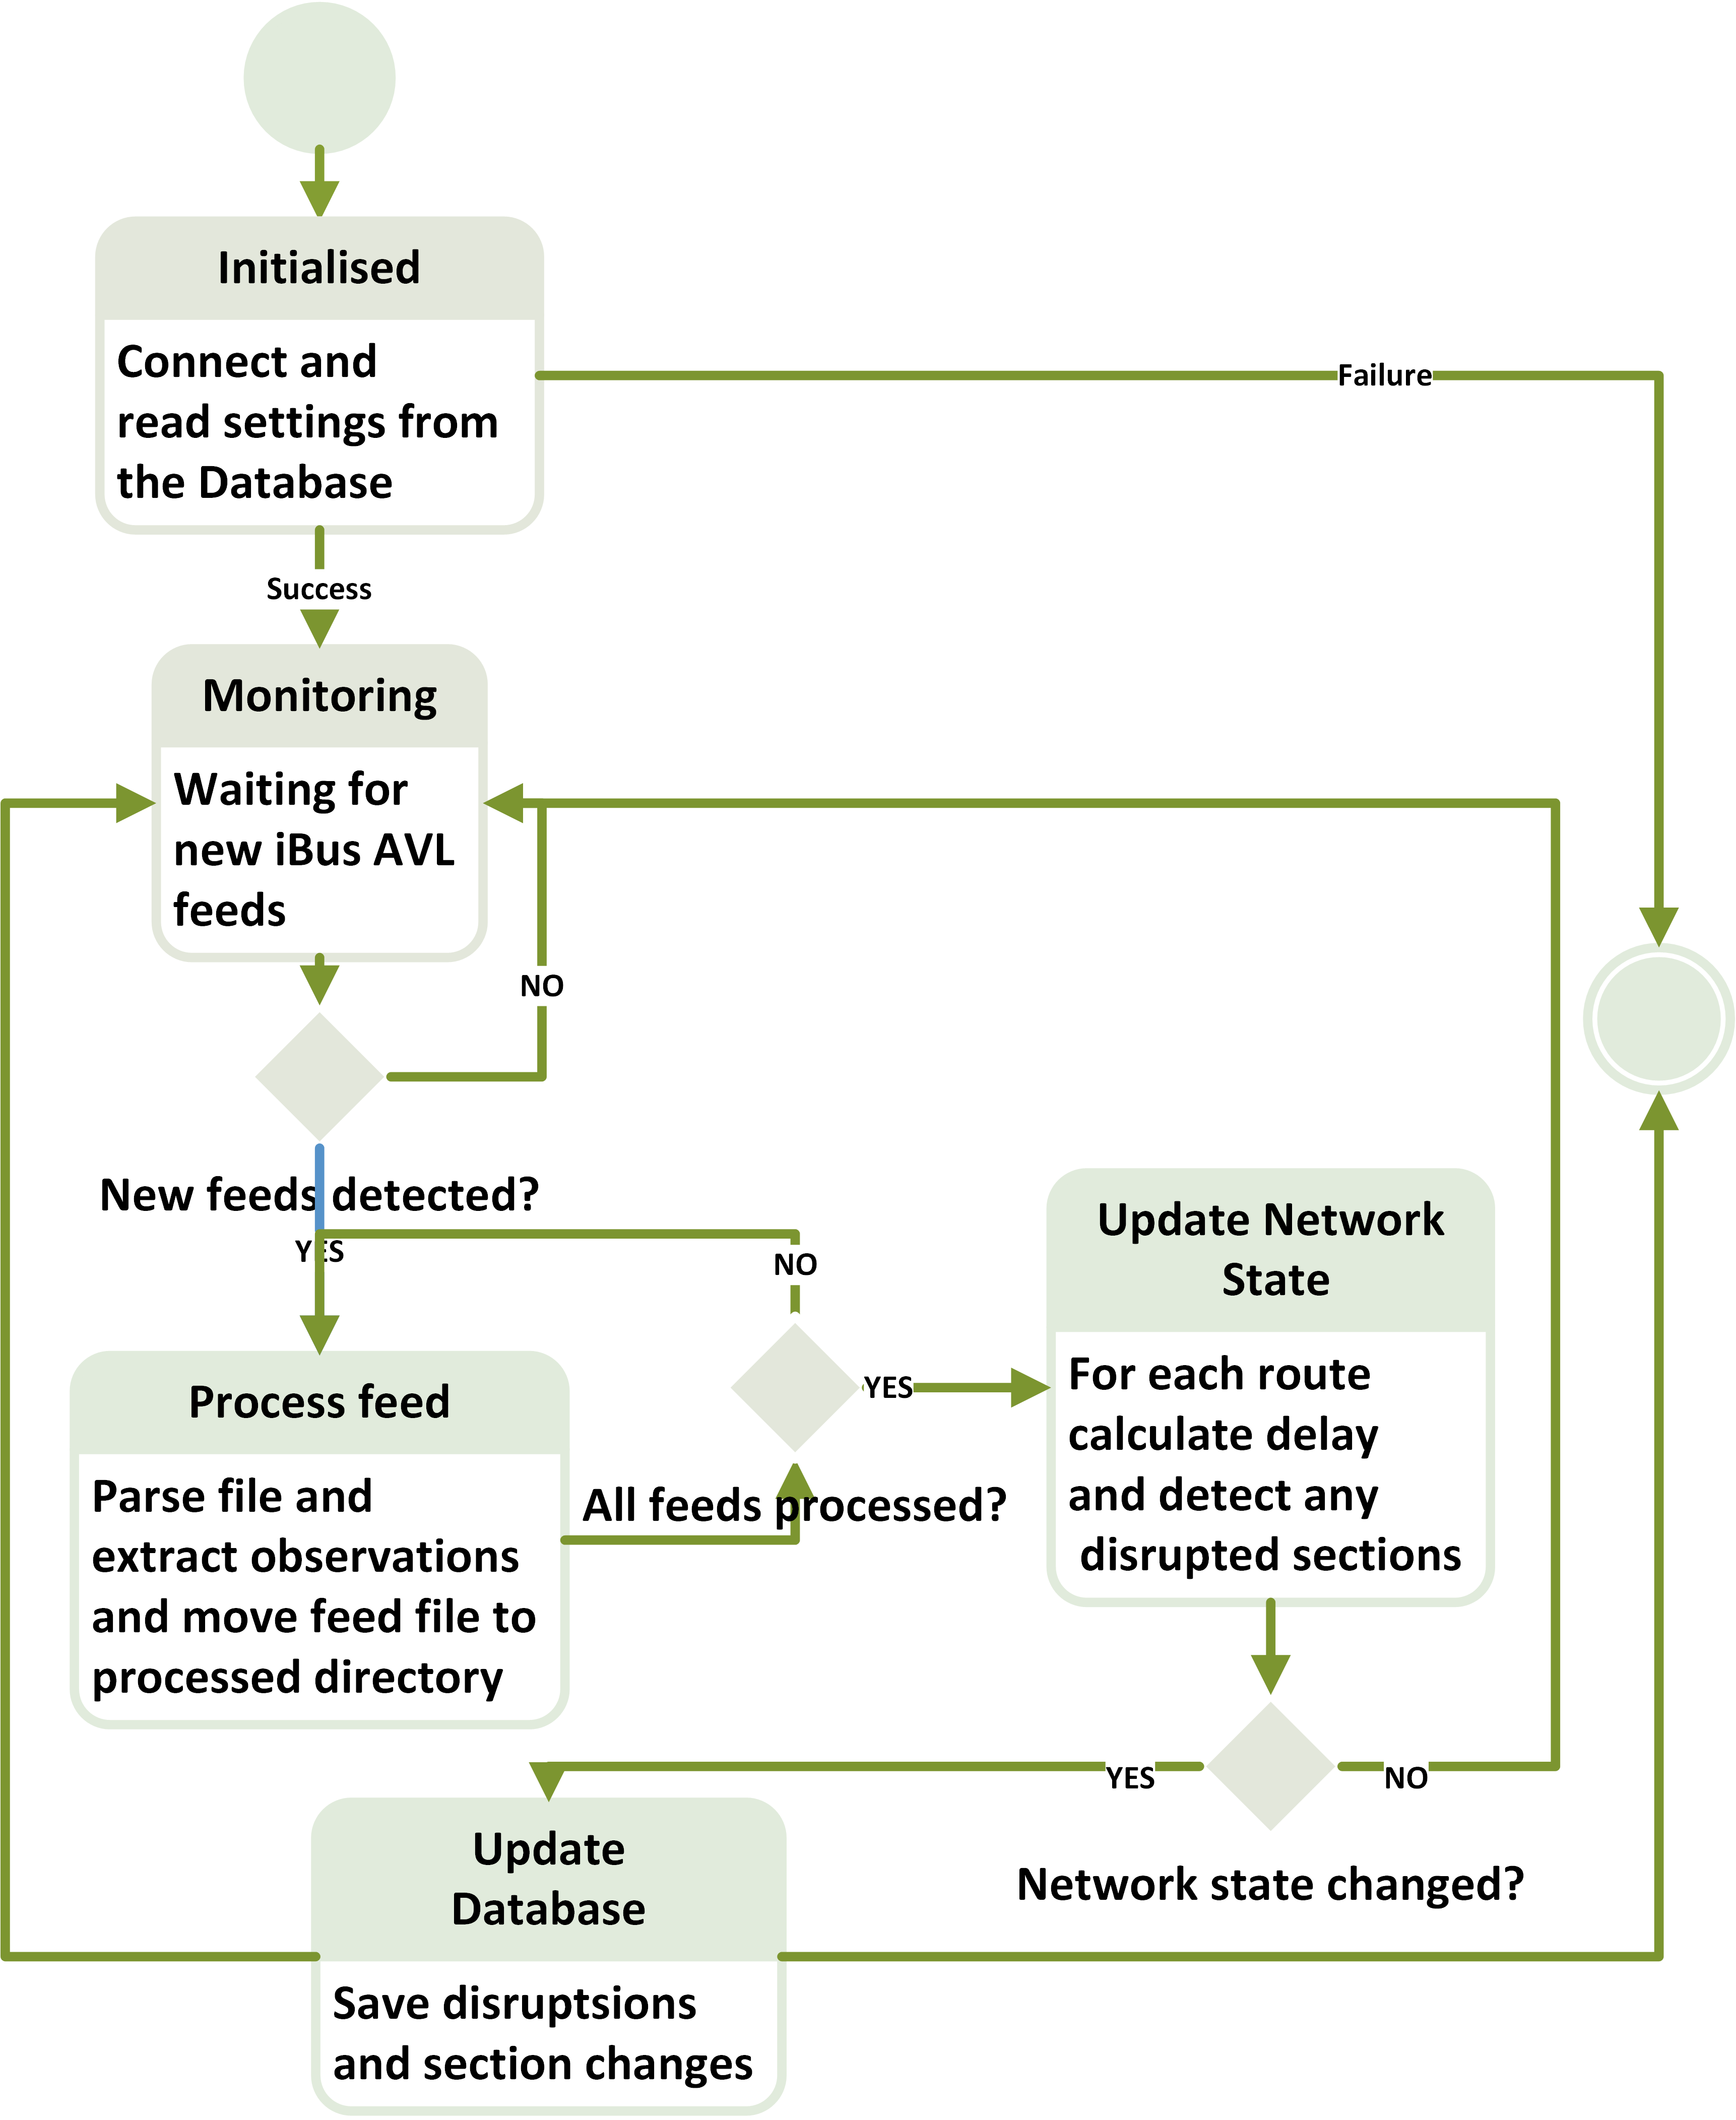 Initialised
Connect and
read settings from
the Database
Failure
Success
Monitoring
Waiting for
new iBus AVL
feeds
NO
New feeds detected?
YES
NO
Update Network
State
Process feed
YES
For each route
calculate delay
and detect any
disrupted sections
Parse file and
extract observations
and move feed file to
processed directory
All feeds processed?
YES
NO
Update
Database
Network state changed?
Save disruptsions
and section changes